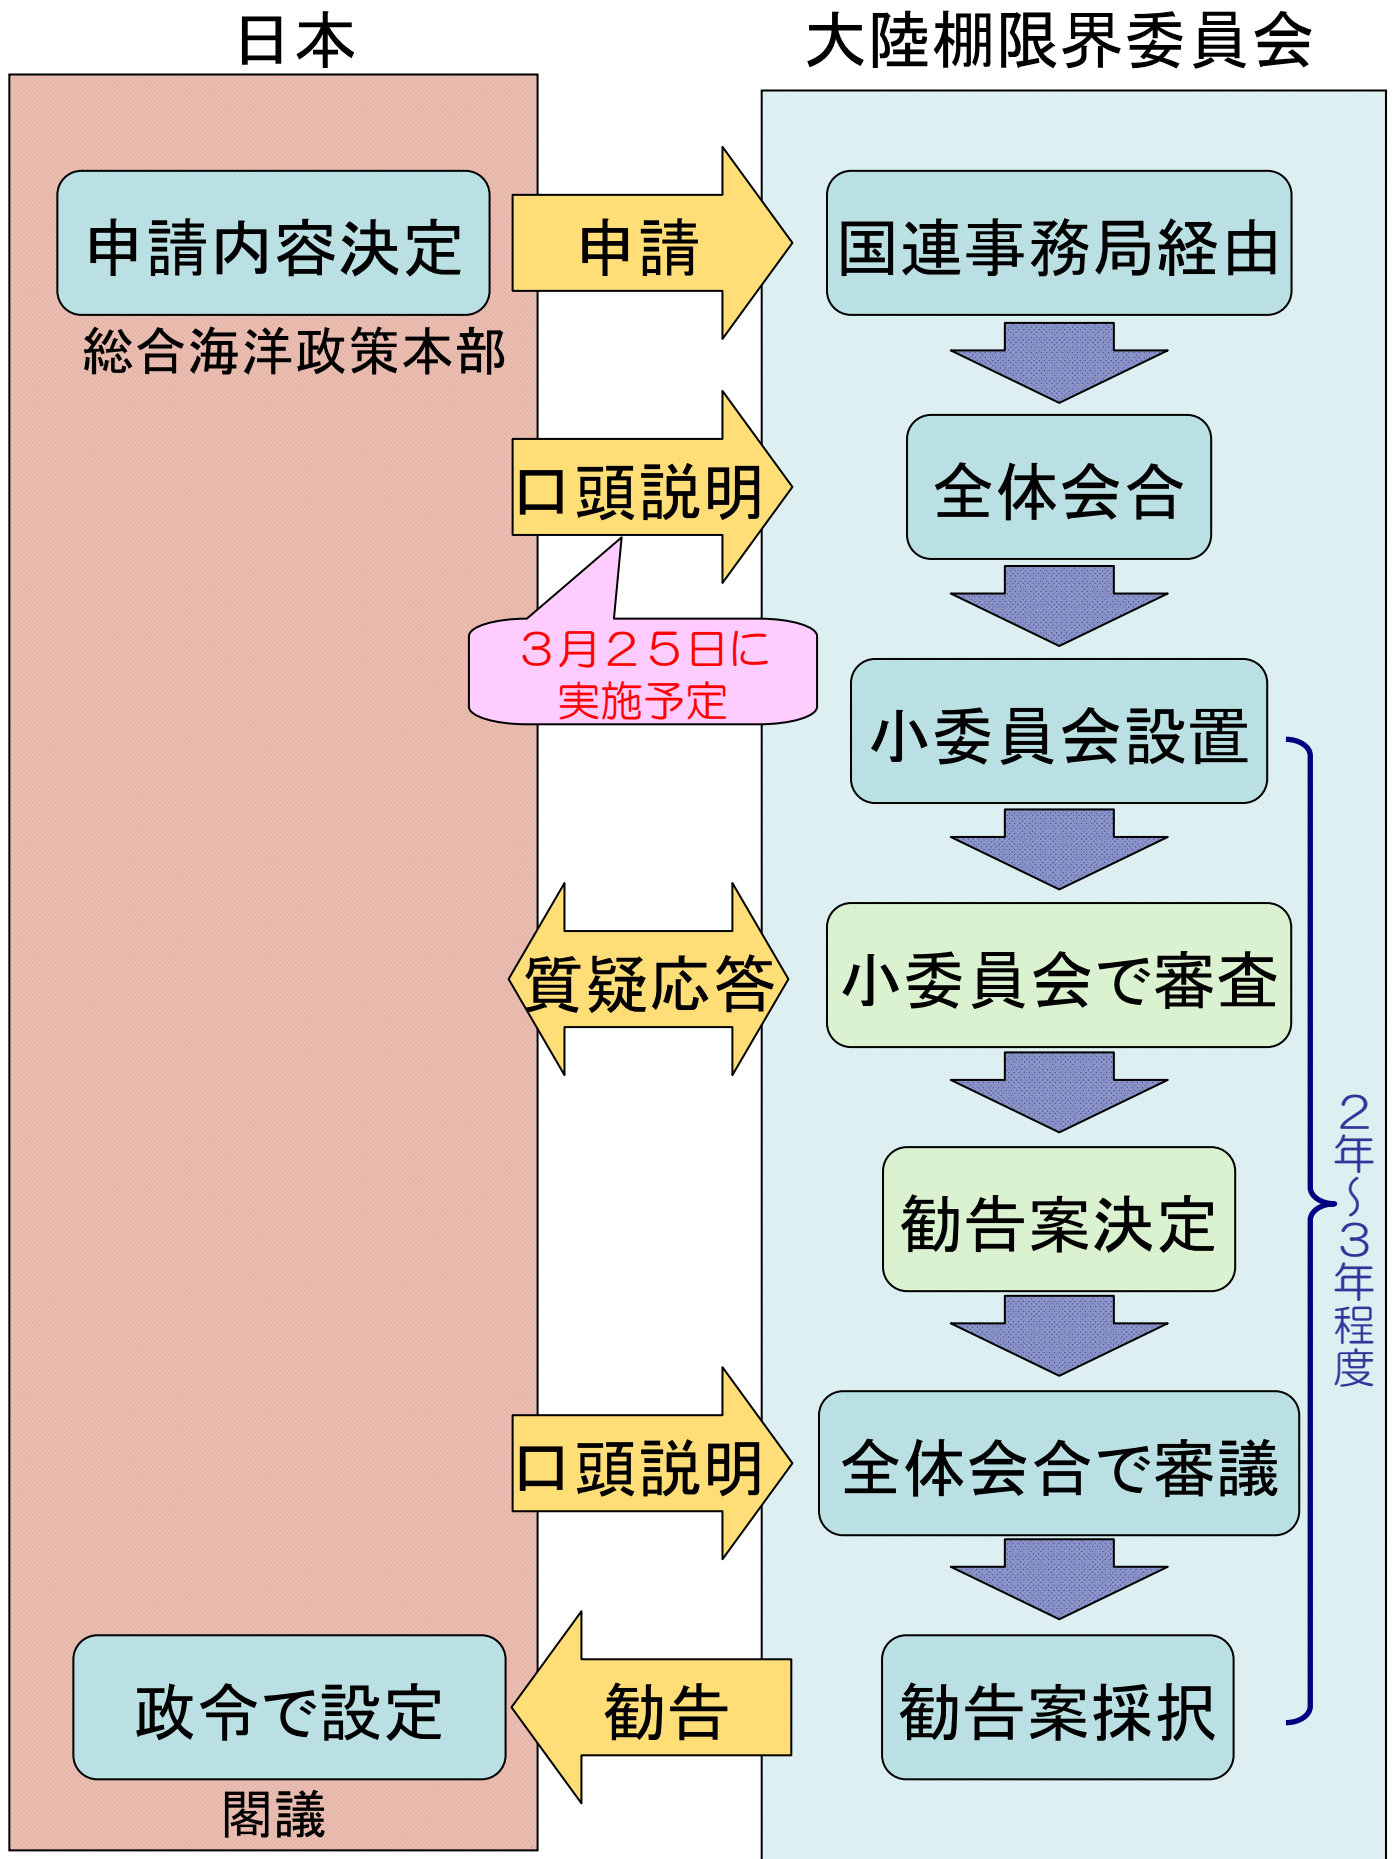 日本
大陸棚限界委員会
申請内容決定
申請
国連事務局経由
総合海洋政策本部
口頭説明
全体会合
３月２５日に
実施予定
小委員会設置
質疑応答
小委員会で審査
２年～３年程度
勧告案決定
口頭説明
全体会合で審議
政令で設定
勧告
勧告案採択
閣議